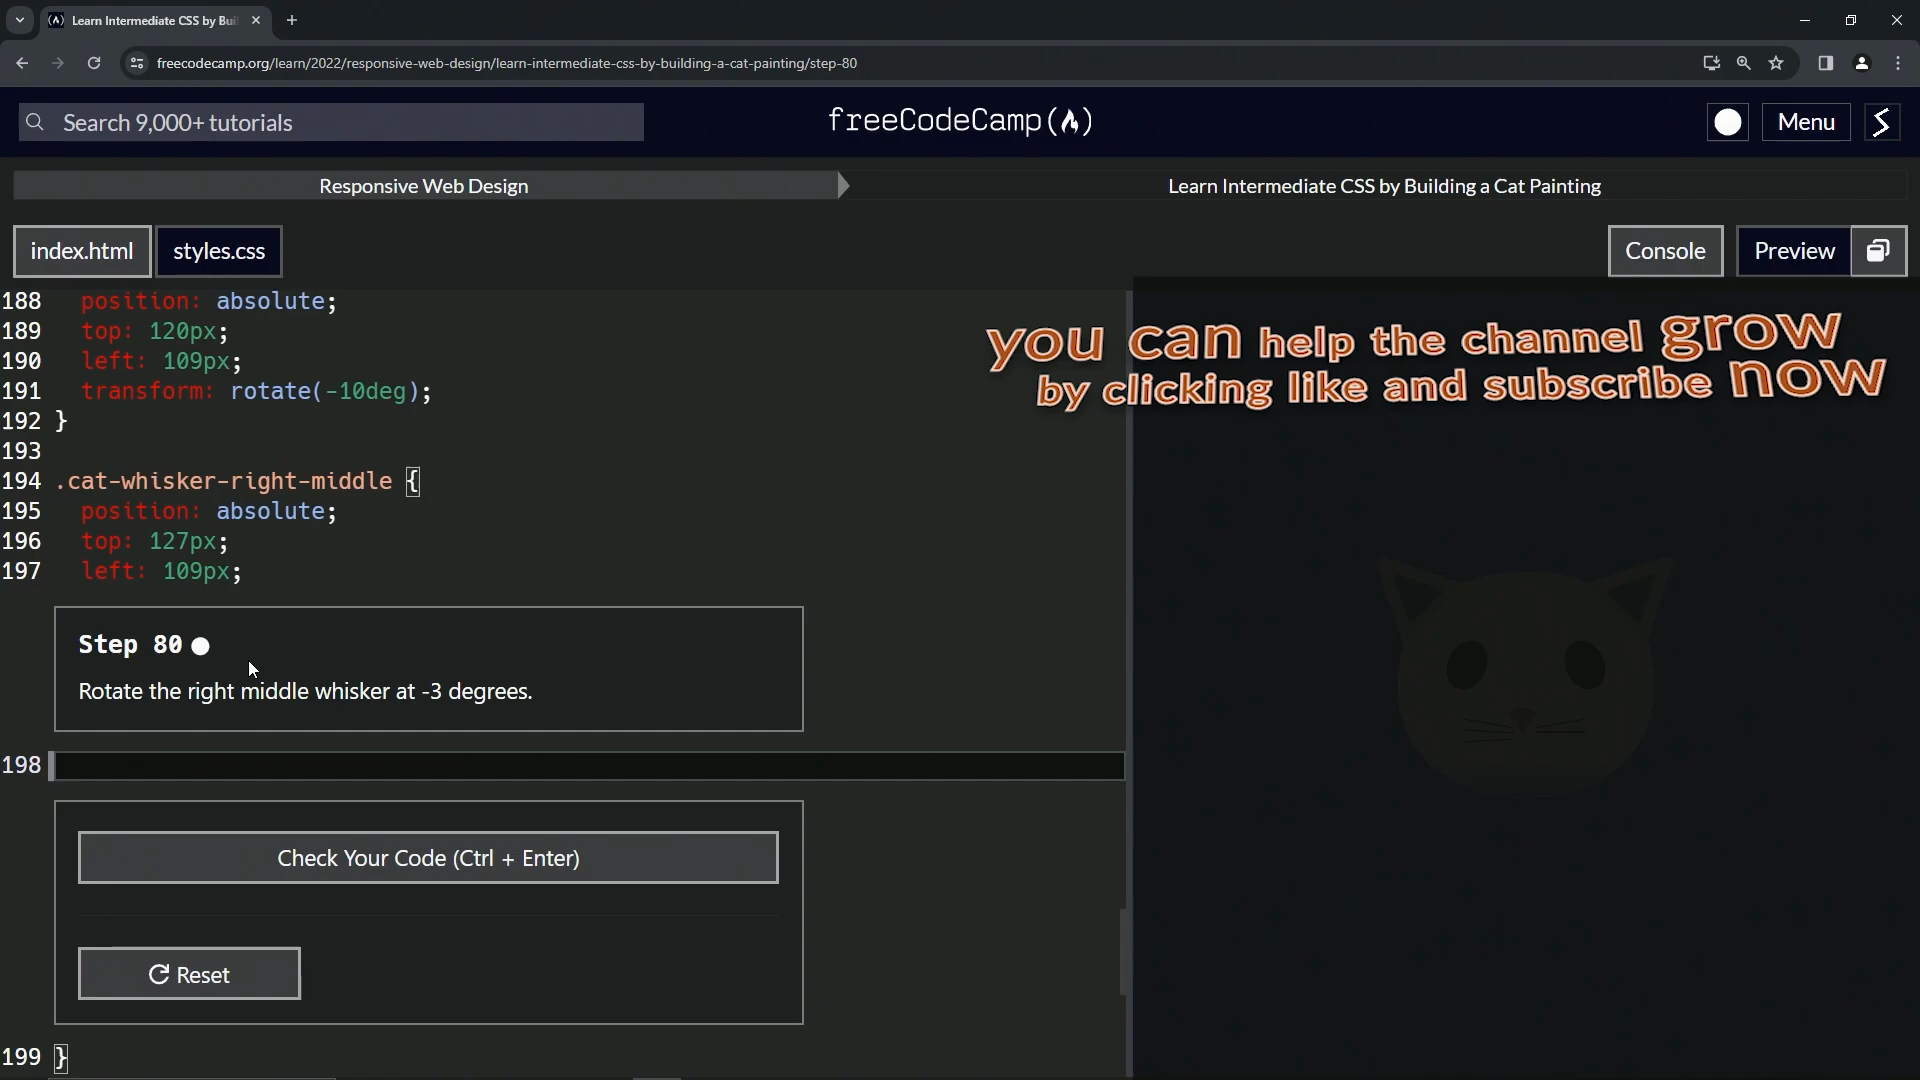 Learn Intermediate CSS by Bui
freecodecamp.org/learn/2022/responsive-web-design/learn-intermediate-css-by-building-a-cat-painting/step-80
Search 9,000+ tutorials
freeCodeCamp
Menu
Responsive Web Design
Learn Intermediate CSS by Building a Cat Painting
index.html
styles.css
Console
Preview
you can help the channel grow
by clicking like and subscribe now
188 position: absolute;
189 top: 120px;
190 left: 109px;
191 transform: rotate(-10deg);
192 }
193
194 .cat-whisker-right-middle {
195 position: absolute;
196 top: 127px;
197 left: 109px;
Step 80
Rotate the right middle whisker at -3 degrees.
198
Check Your Code (Ctrl + Enter)
Reset
199 }